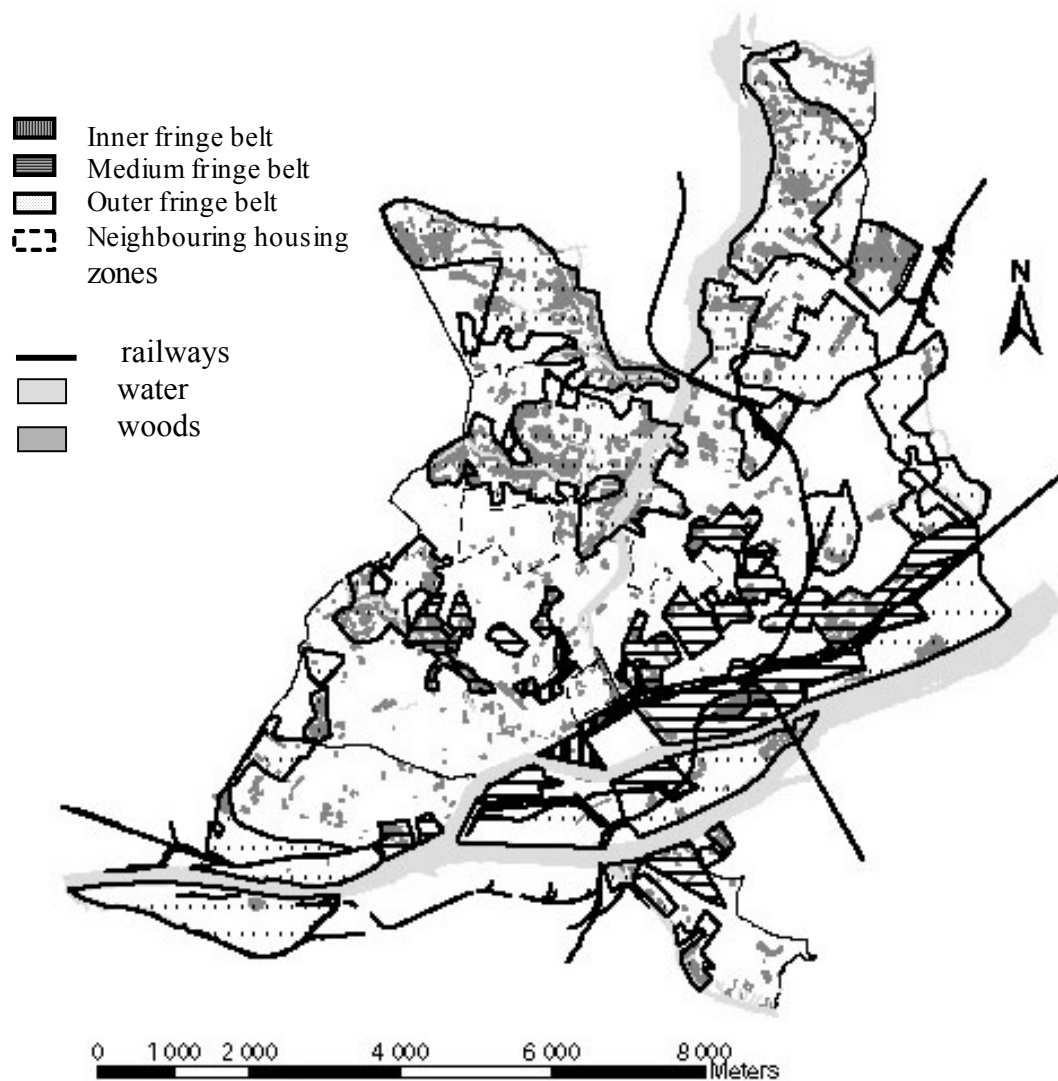 Inner fringe belt
Medium fringe belt
Outer fringe belt
Neighbouring housing
zones
railways
water
woods
N
0 1 000 2 000 4 000 6 000 8 000
Meters